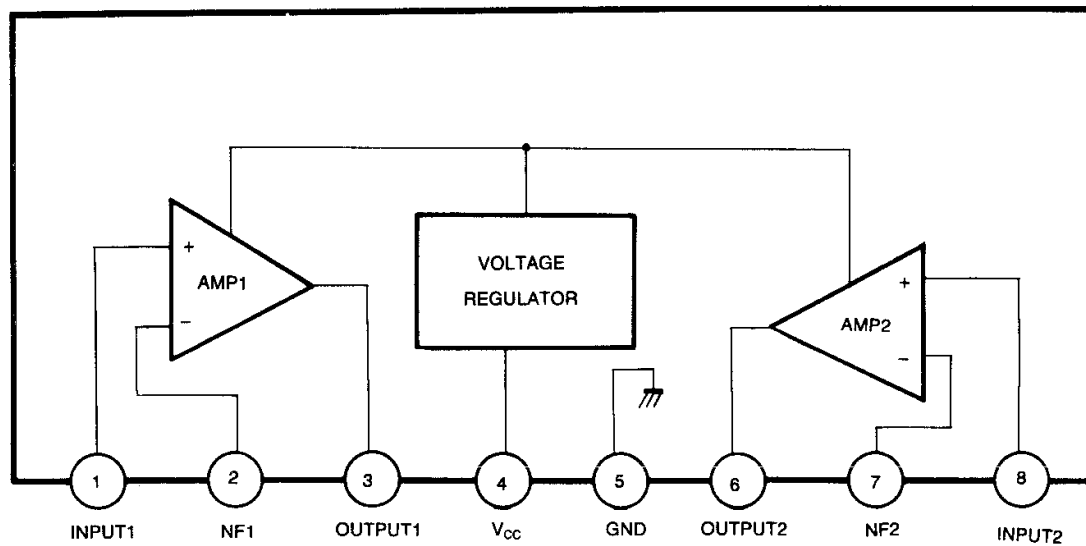 +
AMP1
−
VOLTAGE
REGULATOR
+
AMP2
−
1
2
3
4
5
6
7
8
INPUT1
NF1
OUTPUT1
VCC
GND
OUTPUT2
NF2
INPUT2